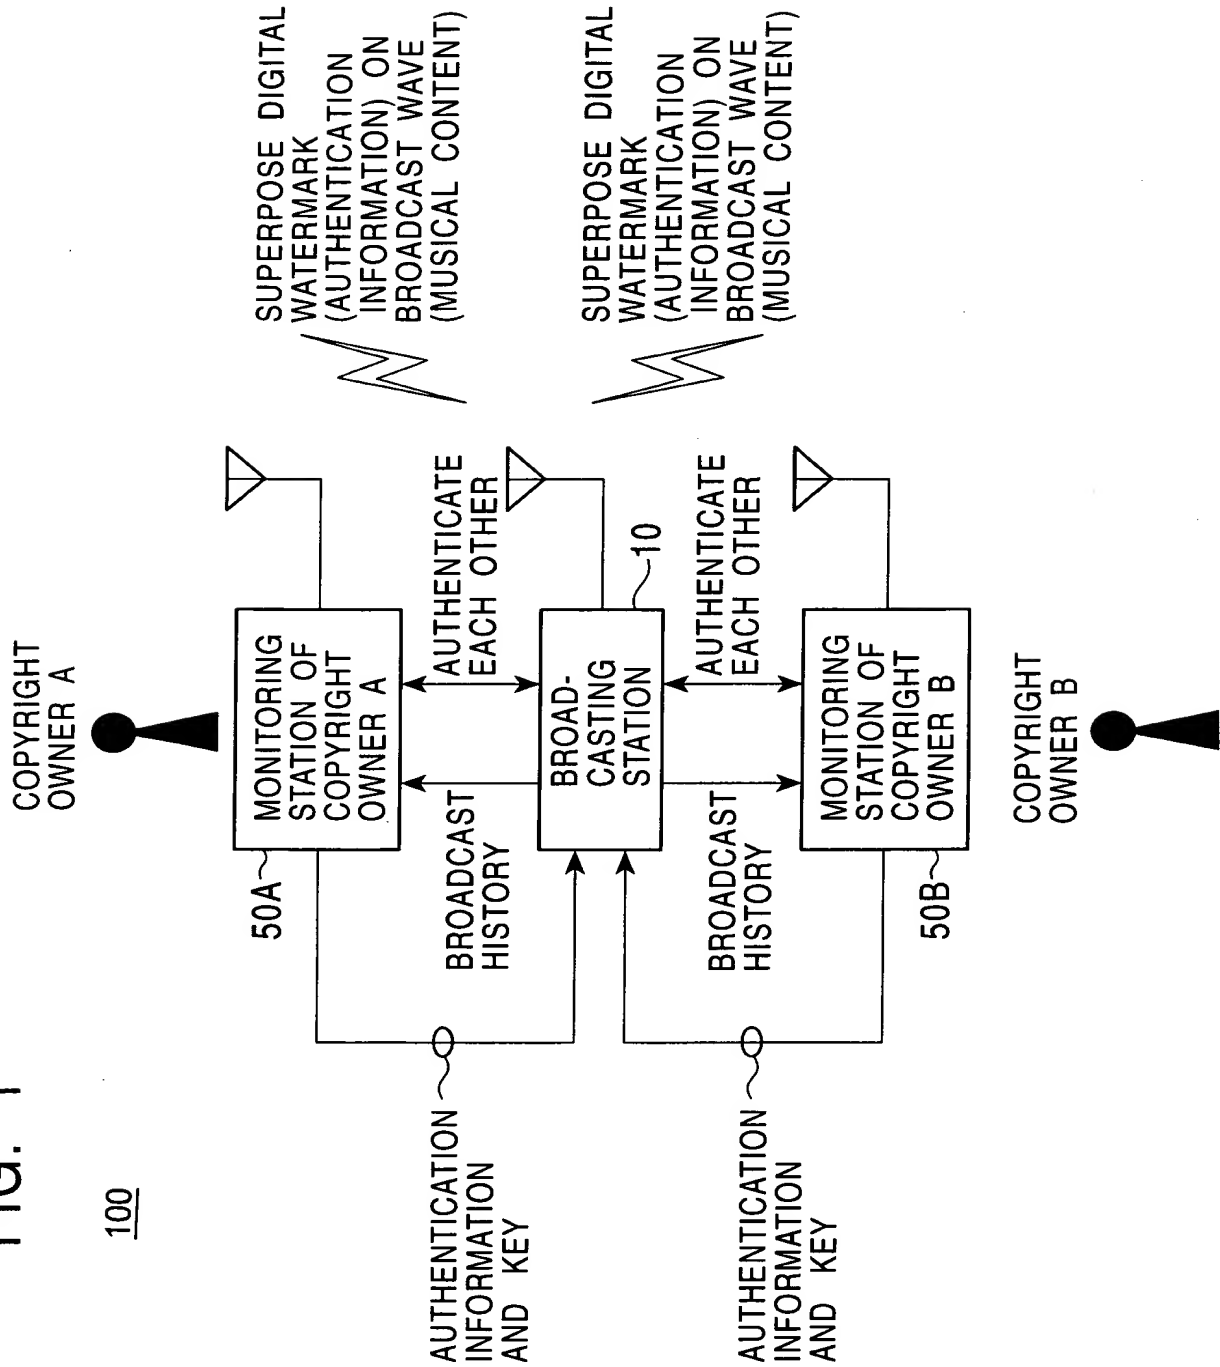 FIG. 1
100
COPYRIGHT
OWNER A
50A
MONITORING
STATION OF
COPYRIGHT
OWNER A
AUTHENTICATION
INFORMATION
AND KEY
BROADCAST
HISTORY
AUTHENTICATE
EACH OTHER
SUPERPOSE DIGITAL
WATERMARK
(AUTHENTICATION
INFORMATION) ON
BROADCAST WAVE
(MUSICAL CONTENT)
BROAD-
CASTING
STATION
10
AUTHENTICATION
INFORMATION
AND KEY
BROADCAST
HISTORY
AUTHENTICATE
EACH OTHER
SUPERPOSE DIGITAL
WATERMARK
(AUTHENTICATION
INFORMATION) ON
BROADCAST WAVE
(MUSICAL CONTENT)
50B
MONITORING
STATION OF
COPYRIGHT
OWNER B
COPYRIGHT
OWNER B